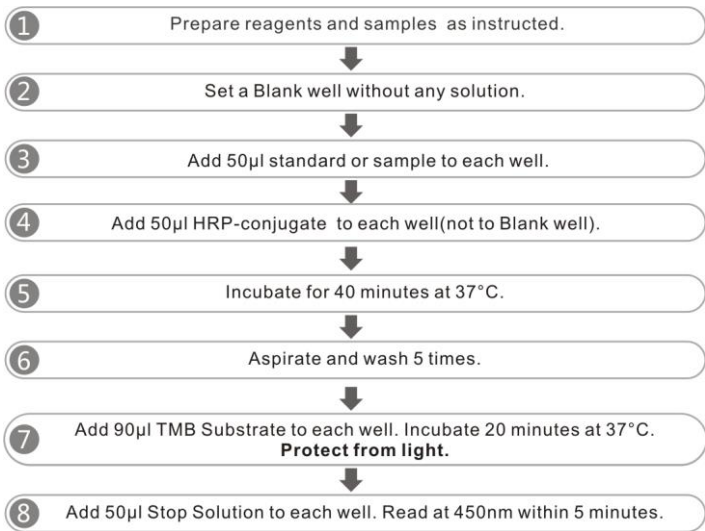 1 Prepare reagents and samples as instructed.
2 Set a Blank well without any solution.
3 Add 50μl standard or sample to each well.
4 Add 50μl HRP-conjugate to each well(not to Blank well).
5 Incubate for 40 minutes at 37°C.
6 Aspirate and wash 5 times.
7 Add 90μl TMB Substrate to each well. Incubate 20 minutes at 37°C.
Protect from light.
8 Add 50μl Stop Solution to each well. Read at 450nm within 5 minutes.